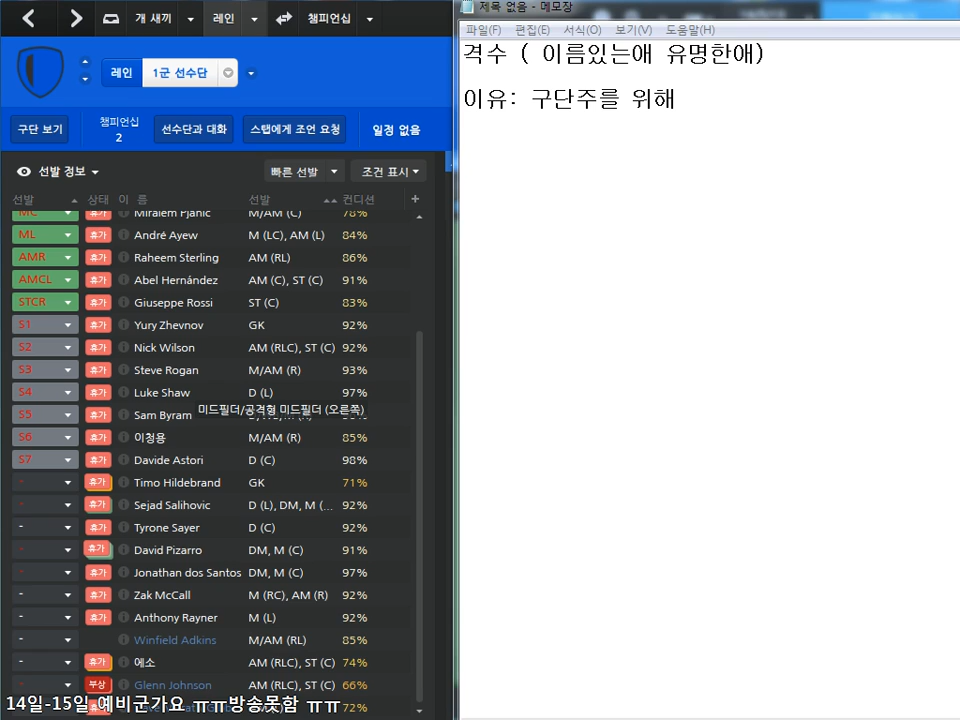 개 새끼 레인 챔피언십
제목 없음 - 메모장
파일(F) 편집(E) 서식(O) 보기(V) 도움말(H)
격수 ( 이름있는애 유명한애)
이유: 구단주를 위해
레인 1군 선수단
구단 보기 챔피언십 2 선수단과 대화 스탭에게 조언 요청 일정 없음
선발 정보 빠른 선발 조건 표시
선발 상태 이 름 선발 컨디션 +
MC 휴가 Miralem Pjanic M/AM (C) 78%
ML 휴가 André Ayew M (LC), AM (L) 84%
AMR 휴가 Raheem Sterling AM (RL) 86%
AMCL 휴가 Abel Hernández AM (C), ST (C) 91%
STCR 휴가 Giuseppe Rossi ST (C) 83%
S1 휴가 Yury Zhevnov GK 92%
S2 휴가 Nick Wilson AM (RLC), ST (C) 92%
S3 휴가 Steve Rogan M/AM (R) 93%
S4 휴가 Luke Shaw D (L) 97%
미드필더/공격형 미드필더 (오른쪽)
S5 휴가 Sam Byram
S6 휴가 이청용 M/AM (R) 85%
S7 휴가 Davide Astori D (C) 98%
- 휴가 Timo Hildebrand GK 71%
- 휴가 Sejad Salihovic D (L), DM, M (... 92%
- 휴가 Tyrone Sayer D (C) 92%
- 휴가 David Pizarro DM, M (C) 91%
- 휴가 Jonathan dos Santos DM, M (C) 97%
- 휴가 Zak McCall M (RC), AM (R) 92%
- 휴가 Anthony Rayner M (L) 92%
- Winfield Adkins M/AM (RL) 85%
- 휴가 에소 AM (RLC), ST (C) 74%
- 부상 Glenn Johnson AM (RLC), ST (C) 66%
14일-15일 예비군가요 ㅠㅠ방송못함 ㅠㅠ 72%